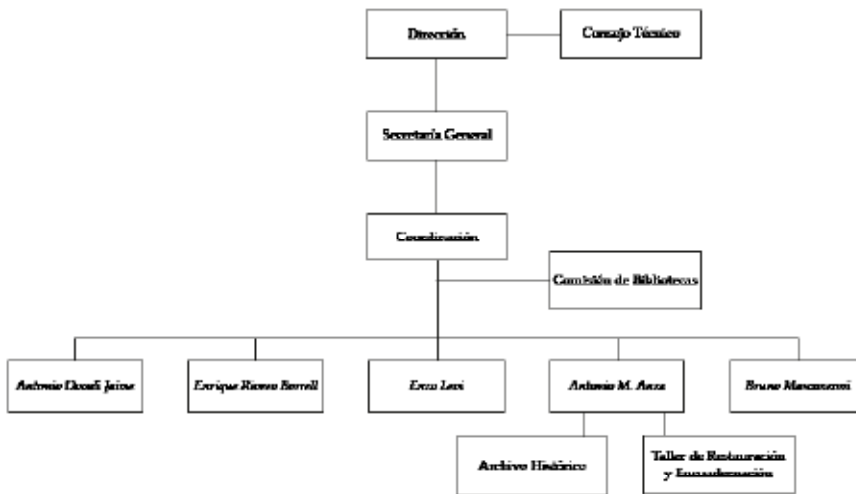 Dirección
Consejo Técnico
Secretaría General
Coordinación
Comisión de Bibliotecas
Antonio Dovalí Jaime
Enrique Rivero Borrell
Enzo Levi
Antonio M. Anza
Bruno Mascanzoni
Archivo Histórico
Taller de Restauración
y Encuadernación